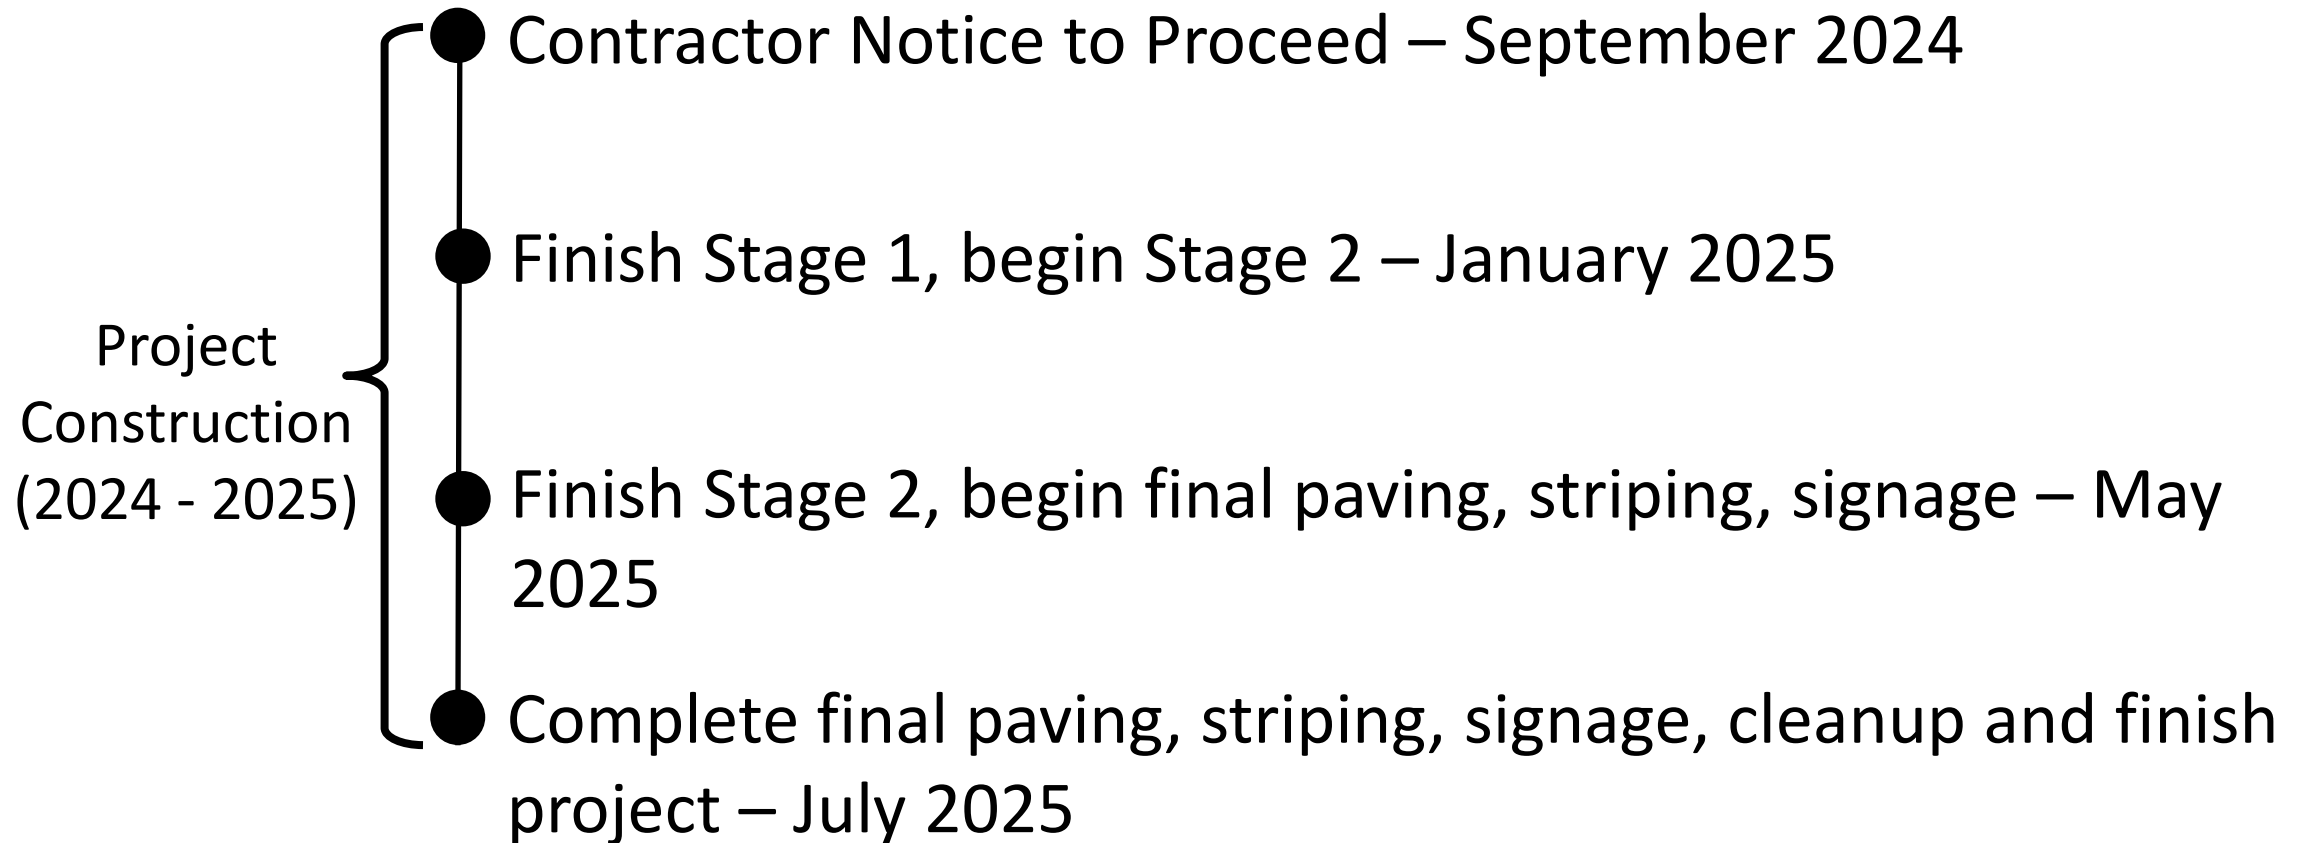 Contractor Notice to Proceed – September 2024
Finish Stage 1, begin Stage 2 – January 2025
Project
Construction
(2024 - 2025)
Finish Stage 2, begin final paving, striping, signage – May
2025
Complete final paving, striping, signage, cleanup and finish
project – July 2025